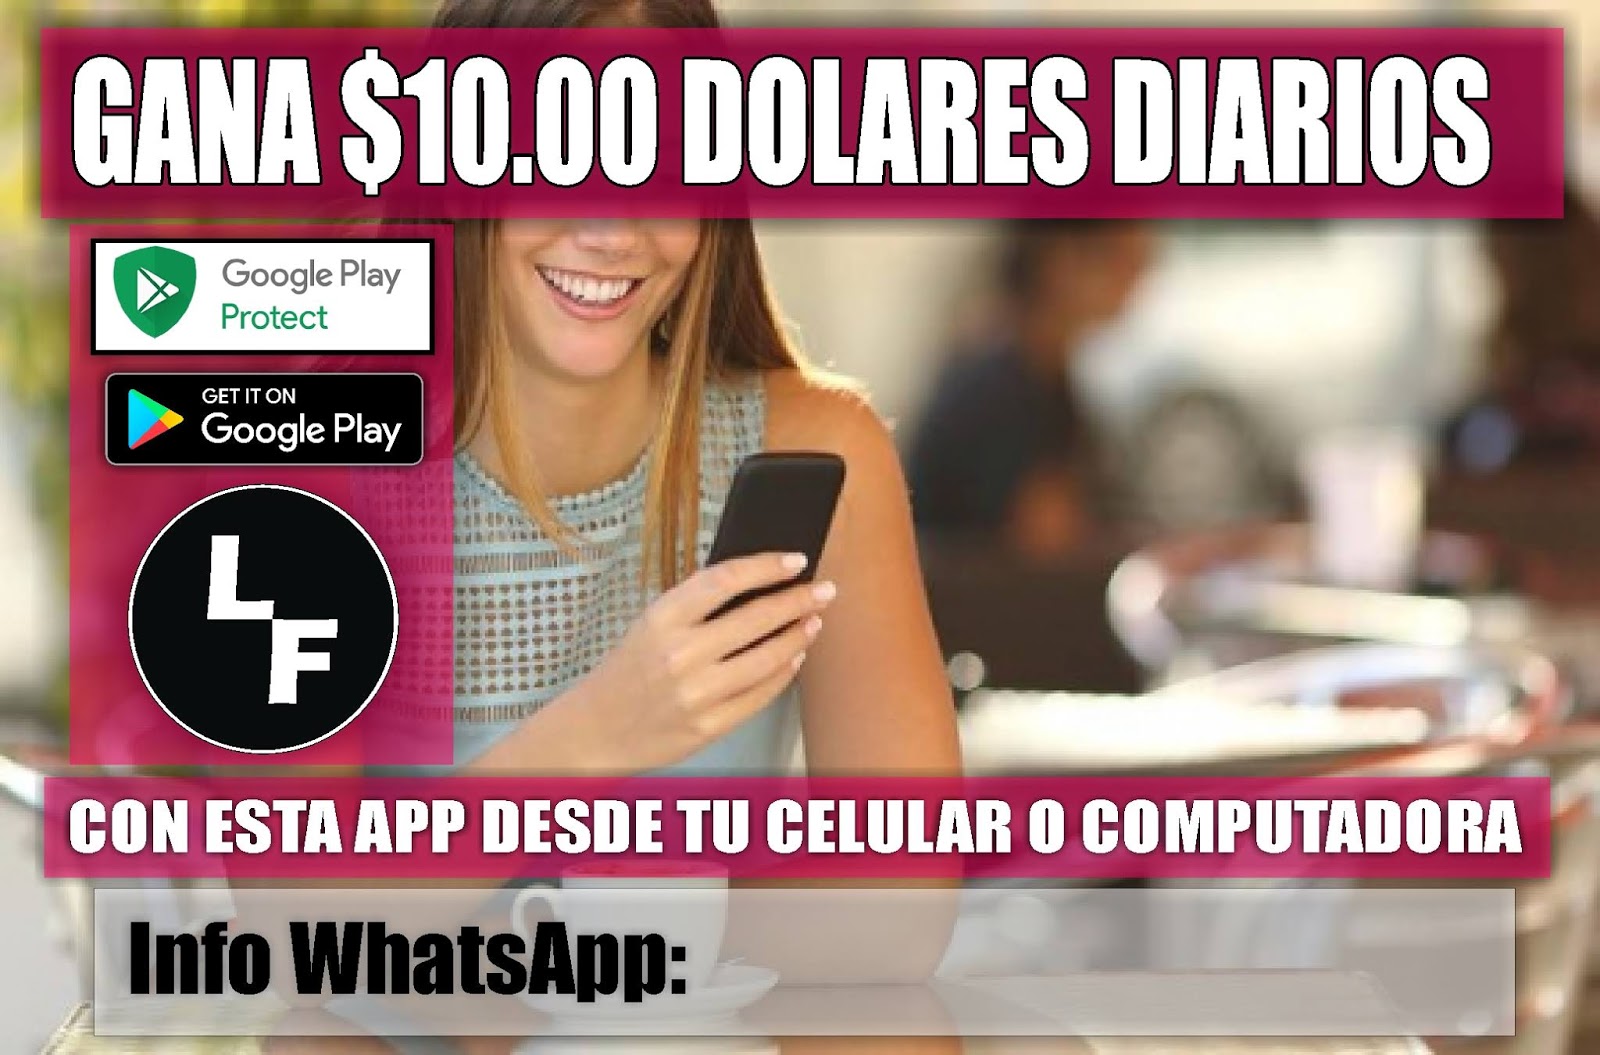 GANA $10.00 DOLARES DIARIOS
Google Play
Protect
GET IT ON
Google Play
L
F
CON ESTA APP DESDE TU CELULAR O COMPUTADORA
Info WhatsApp: